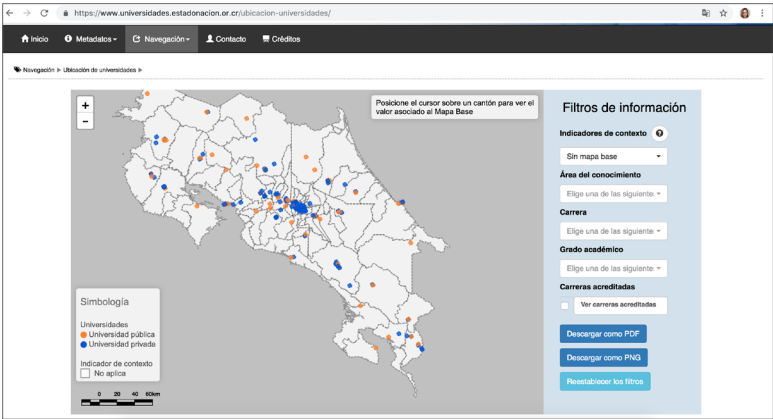 https://www.universidades.estadonacion.or.cr/ubicacion-universidades/
Inicio Metadatos Navegación Contacto Créditos
Navegación Ubicación de universidades
+
−
Posicione el cursor sobre un cantón para ver el
valor asociado al Mapa Base
Simbología
Universidades
Universidad pública
Universidad privada
Indicador de contexto
No aplica
0 20 40 60km
Filtros de información
Indicadores de contexto ?
Sin mapa base
Área del conocimiento
Elige una de las siguiente:
Carrera
Elige una de las siguiente:
Grado académico
Elige una de las siguiente:
Carreras acreditadas
Ver carreras acreditadas
Descargar como PDF
Descargar como PNG
Reestablecer los filtros